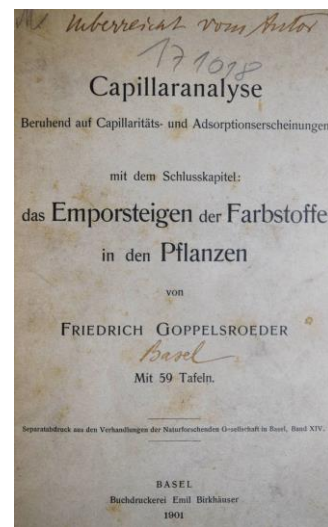 Ueberreicht vom Autor
171018
Capillaranalyse
Beruhend auf Capillaritäts- und Adsorptionserscheinungen
mit dem Schlusskapitel:
das Emporsteigen der Farbstoffe
in den Pflanzen
von
FRIEDRICH GOPPELSROEDER
Basel
Mit 59 Tafeln.
Separatabdruck aus den Verhandlungen der Naturforschenden Gesellschaft in Basel, Band XIV.
BASEL
Buchdruckerei Emil Birkhäuser
1901